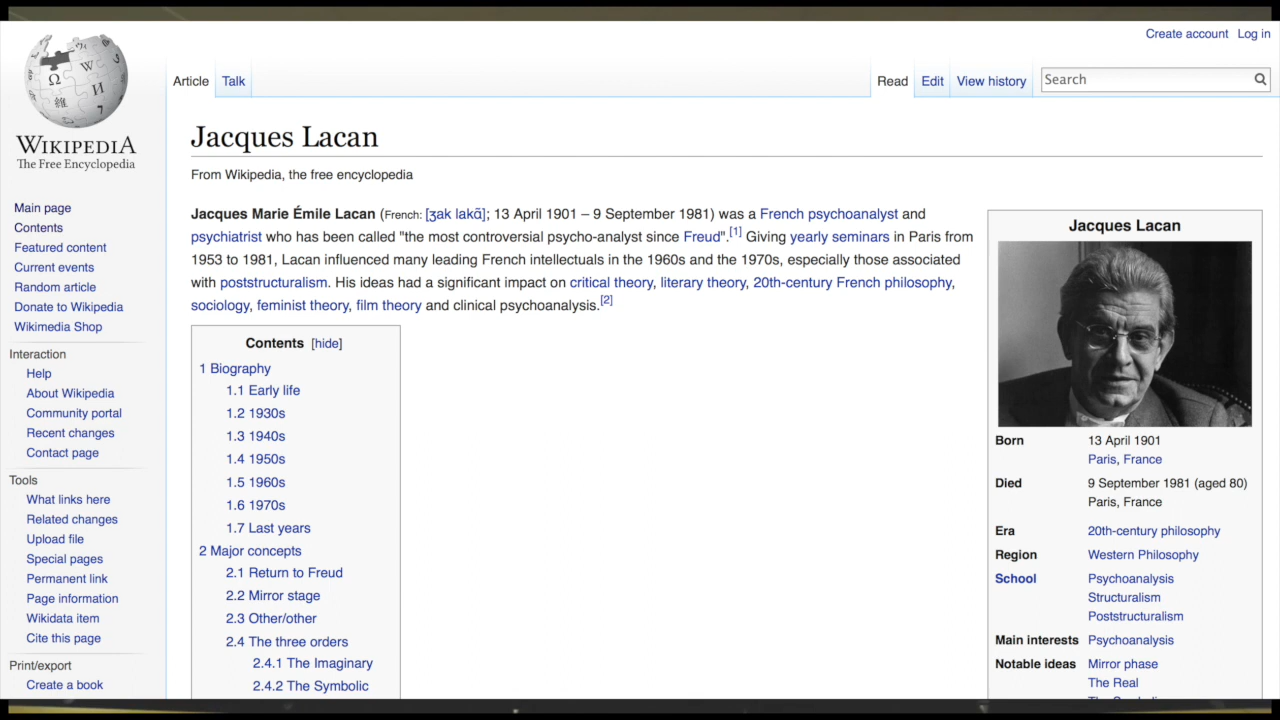 Create account Log in
Article Talk Read Edit View history Search
WIKIPEDIA
The Free Encyclopedia
Main page
Contents
Featured content
Current events
Random article
Donate to Wikipedia
Wikimedia Shop
Interaction
Help
About Wikipedia
Community portal
Recent changes
Contact page
Tools
What links here
Related changes
Upload file
Special pages
Permanent link
Page information
Wikidata item
Cite this page
Print/export
Create a book
Jacques Lacan
From Wikipedia, the free encyclopedia
Jacques Marie Émile Lacan (French: [ʒak lakɑ̃]; 13 April 1901 – 9 September 1981) was a French psychoanalyst and
psychiatrist who has been called "the most controversial psycho-analyst since Freud".[1] Giving yearly seminars in Paris from
1953 to 1981, Lacan influenced many leading French intellectuals in the 1960s and the 1970s, especially those associated
with poststructuralism. His ideas had a significant impact on critical theory, literary theory, 20th-century French philosophy,
sociology, feminist theory, film theory and clinical psychoanalysis.[2]
Contents [hide]
1 Biography
1.1 Early life
1.2 1930s
1.3 1940s
1.4 1950s
1.5 1960s
1.6 1970s
1.7 Last years
2 Major concepts
2.1 Return to Freud
2.2 Mirror stage
2.3 Other/other
2.4 The three orders
2.4.1 The Imaginary
2.4.2 The Symbolic
Jacques Lacan
Born 13 April 1901
Paris, France
Died 9 September 1981 (aged 80)
Paris, France
Era 20th-century philosophy
Region Western Philosophy
School Psychoanalysis
Structuralism
Poststructuralism
Main interests Psychoanalysis
Notable ideas Mirror phase
The Real